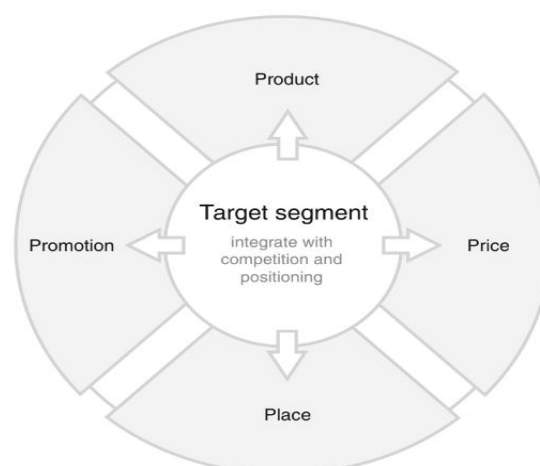 Product
Target segment
integrate with
competition and
positioning
Promotion
Price
Place